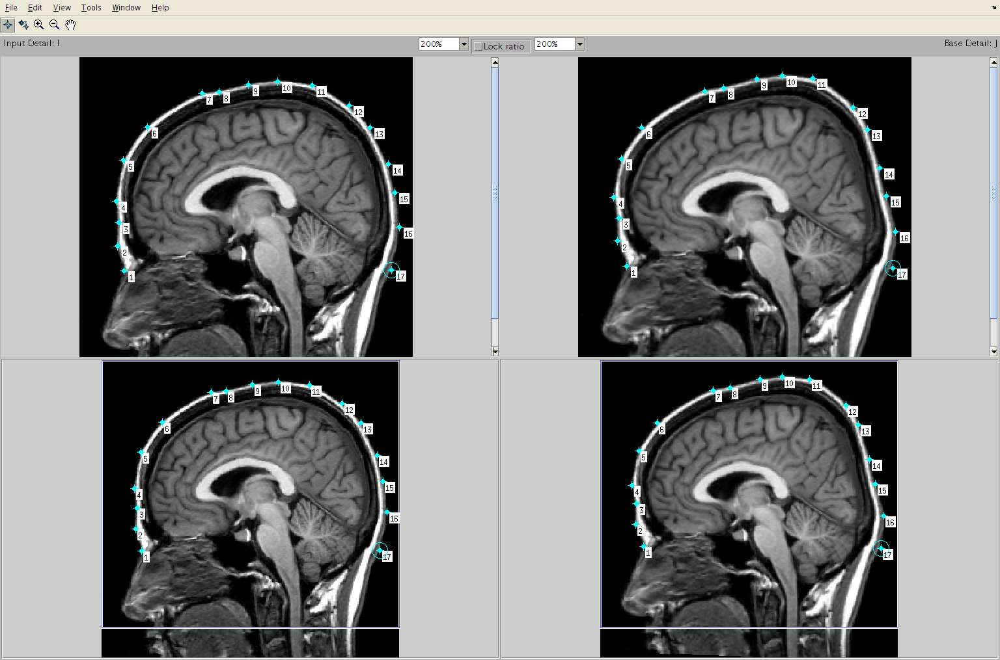 File Edit View Tools Window Help
Input Detail: I 200% Lock ratio 200% Base Detail: J
1 2 3 4 5 6 7 8 9 10 11 12 13 14 15 16 17
1 2 3 4 5 6 7 8 9 10 11 12 13 14 15 16 17
1 2 3 4 5 6 7 8 9 10 11 12 13 14 15 16 17
1 2 3 4 5 6 7 8 9 10 11 12 13 14 15 16 17